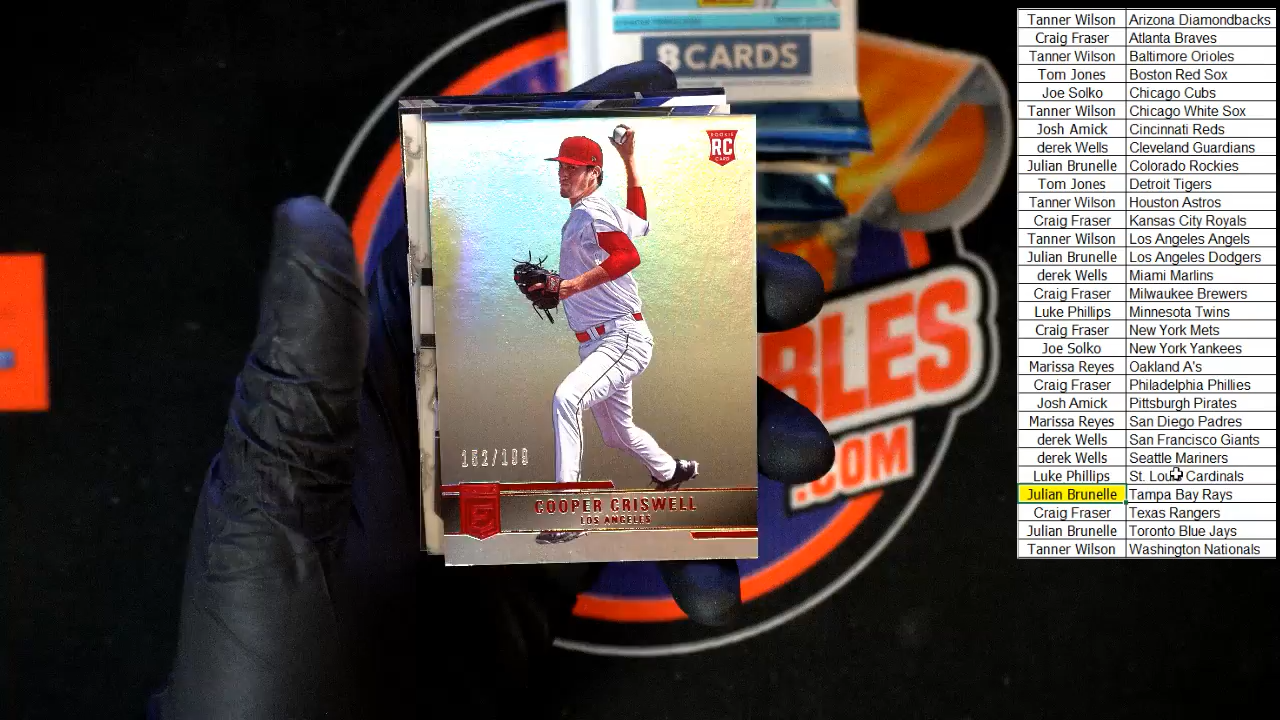 8 CARDS
ROOKIE
RC
CARD
COOPER CRISWELL
LOS ANGELES
BLES
.COM
Tanner Wilson Arizona Diamondbacks
Craig Fraser Atlanta Braves
Tanner Wilson Baltimore Orioles
Tom Jones Boston Red Sox
Joe Solko Chicago Cubs
Tanner Wilson Chicago White Sox
Josh Amick Cincinnati Reds
derek Wells Cleveland Guardians
Julian Brunelle Colorado Rockies
Tom Jones Detroit Tigers
Tanner Wilson Houston Astros
Craig Fraser Kansas City Royals
Tanner Wilson Los Angeles Angels
Julian Brunelle Los Angeles Dodgers
derek Wells Miami Marlins
Craig Fraser Milwaukee Brewers
Luke Phillips Minnesota Twins
Craig Fraser New York Mets
Joe Solko New York Yankees
Marissa Reyes Oakland A's
Craig Fraser Philadelphia Phillies
Josh Amick Pittsburgh Pirates
Marissa Reyes San Diego Padres
derek Wells San Francisco Giants
derek Wells Seattle Mariners
Luke Phillips St. Louis Cardinals
Julian Brunelle Tampa Bay Rays
Craig Fraser Texas Rangers
Julian Brunelle Toronto Blue Jays
Tanner Wilson Washington Nationals